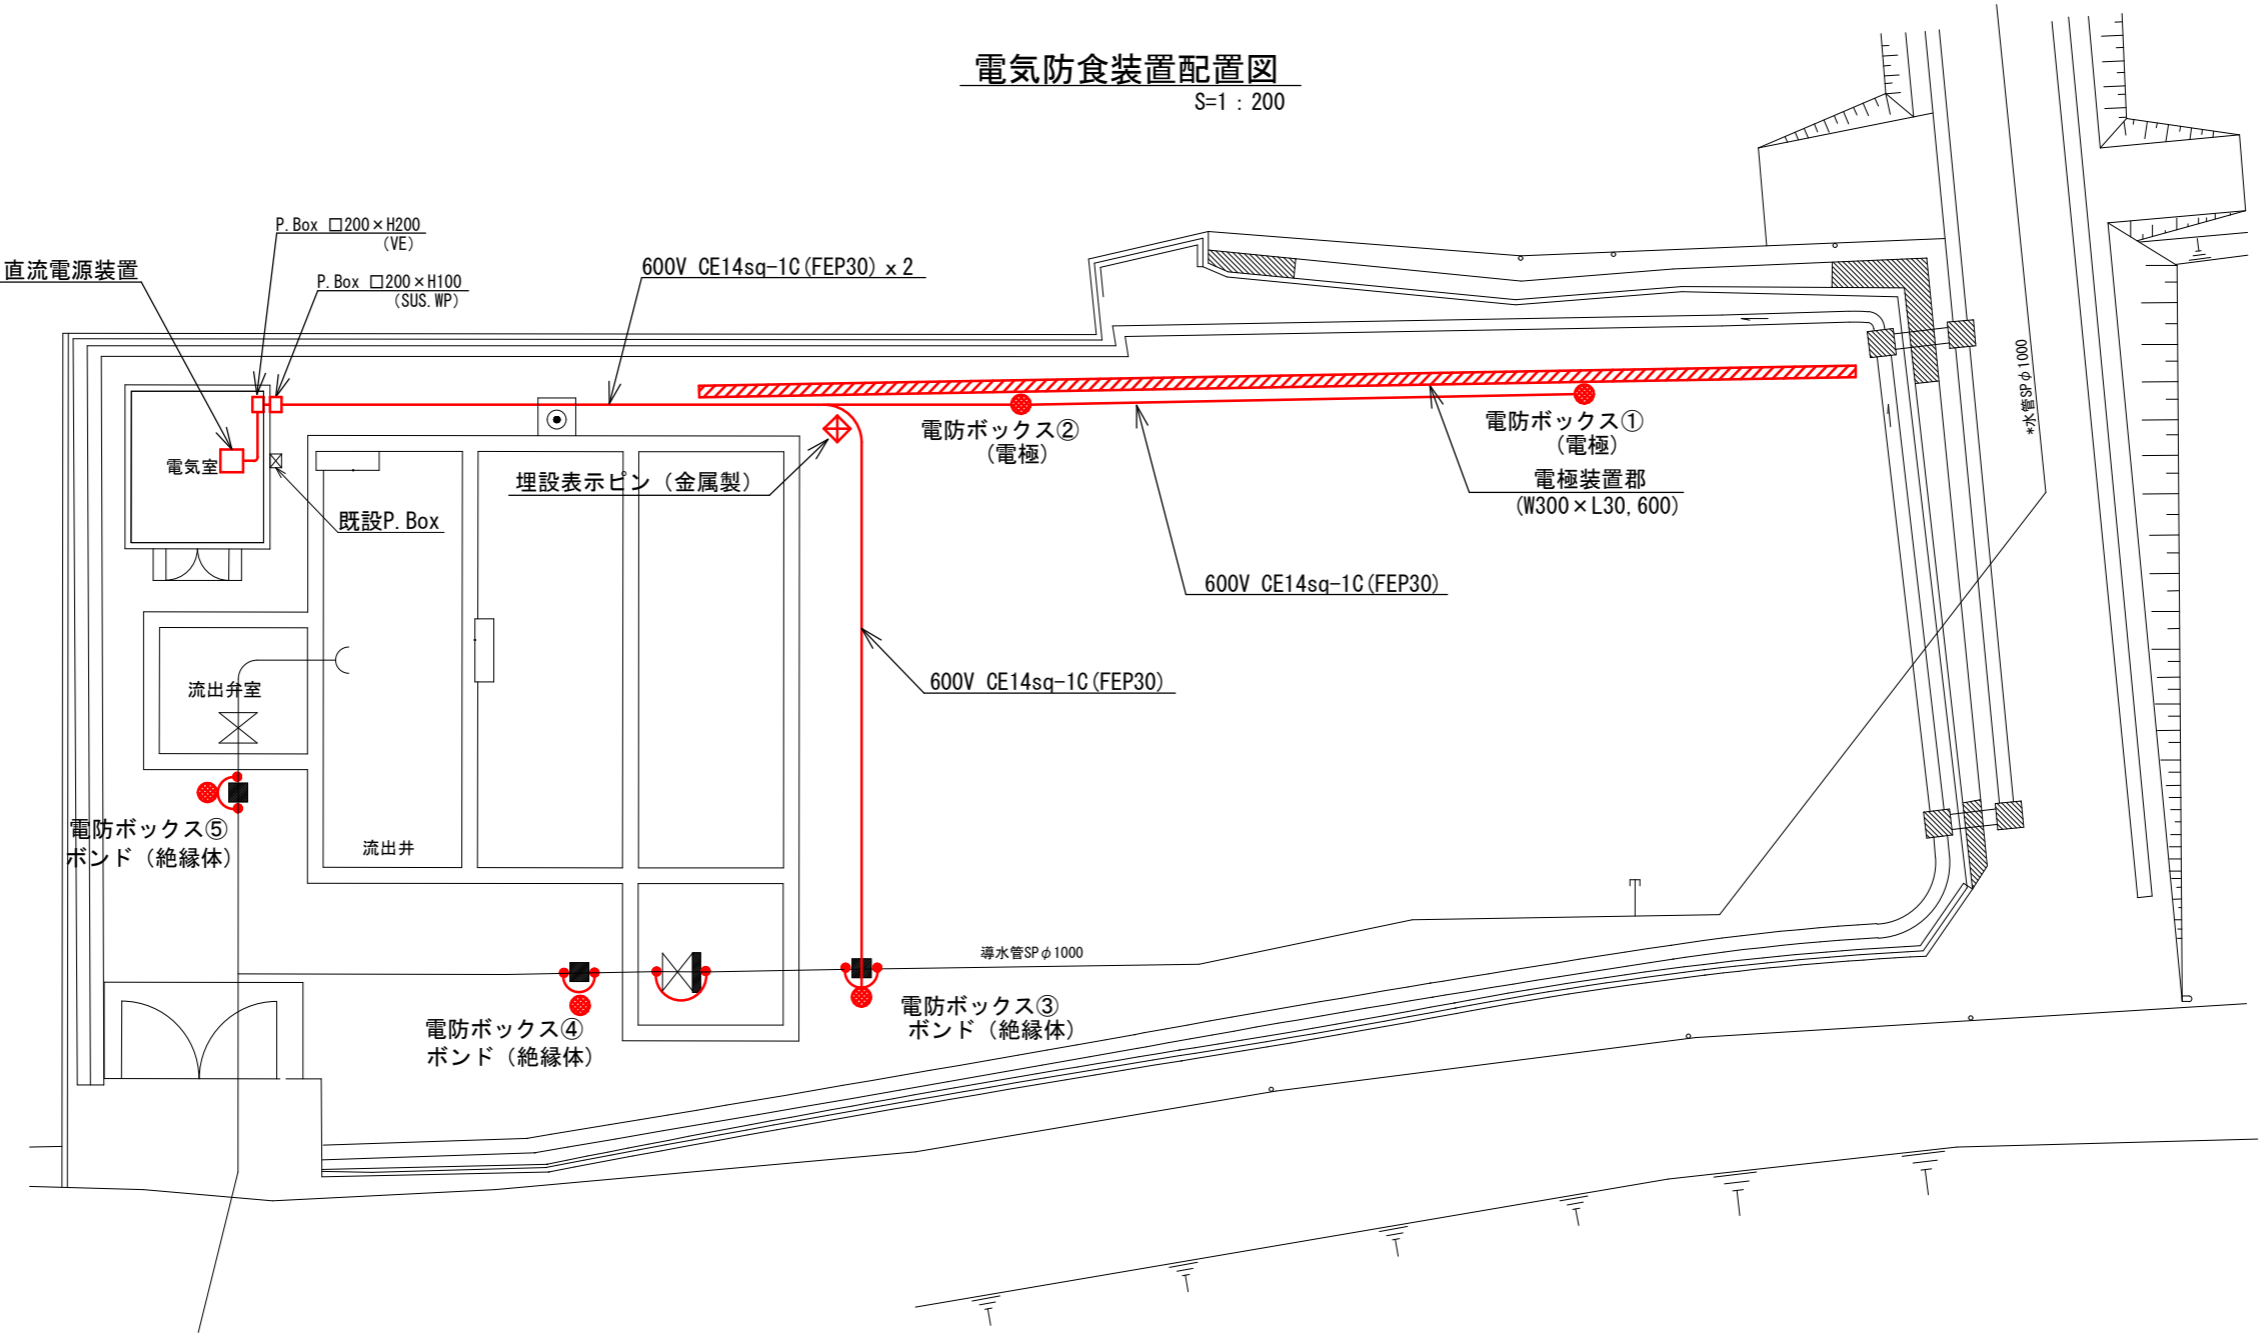 電気防食装置配置図
S=1 : 200
P.Box □200×H200
(VE)
直流電源装置
P.Box □200×H100
(SUS.WP)
600V CE14sq-1C(FEP30) x 2
*水管SPφ1000
電防ボックス②
(電極)
電防ボックス①
(電極)
電気室
埋設表示ピン（金属製）
電極装置郡
(W300×L30,600)
既設P.Box
600V CE14sq-1C(FEP30)
600V CE14sq-1C(FEP30)
流出弁室
電防ボックス⑤
ボンド（絶縁体）
流出井
導水管SPφ1000
電防ボックス③
ボンド（絶縁体）
電防ボックス④
ボンド（絶縁体）